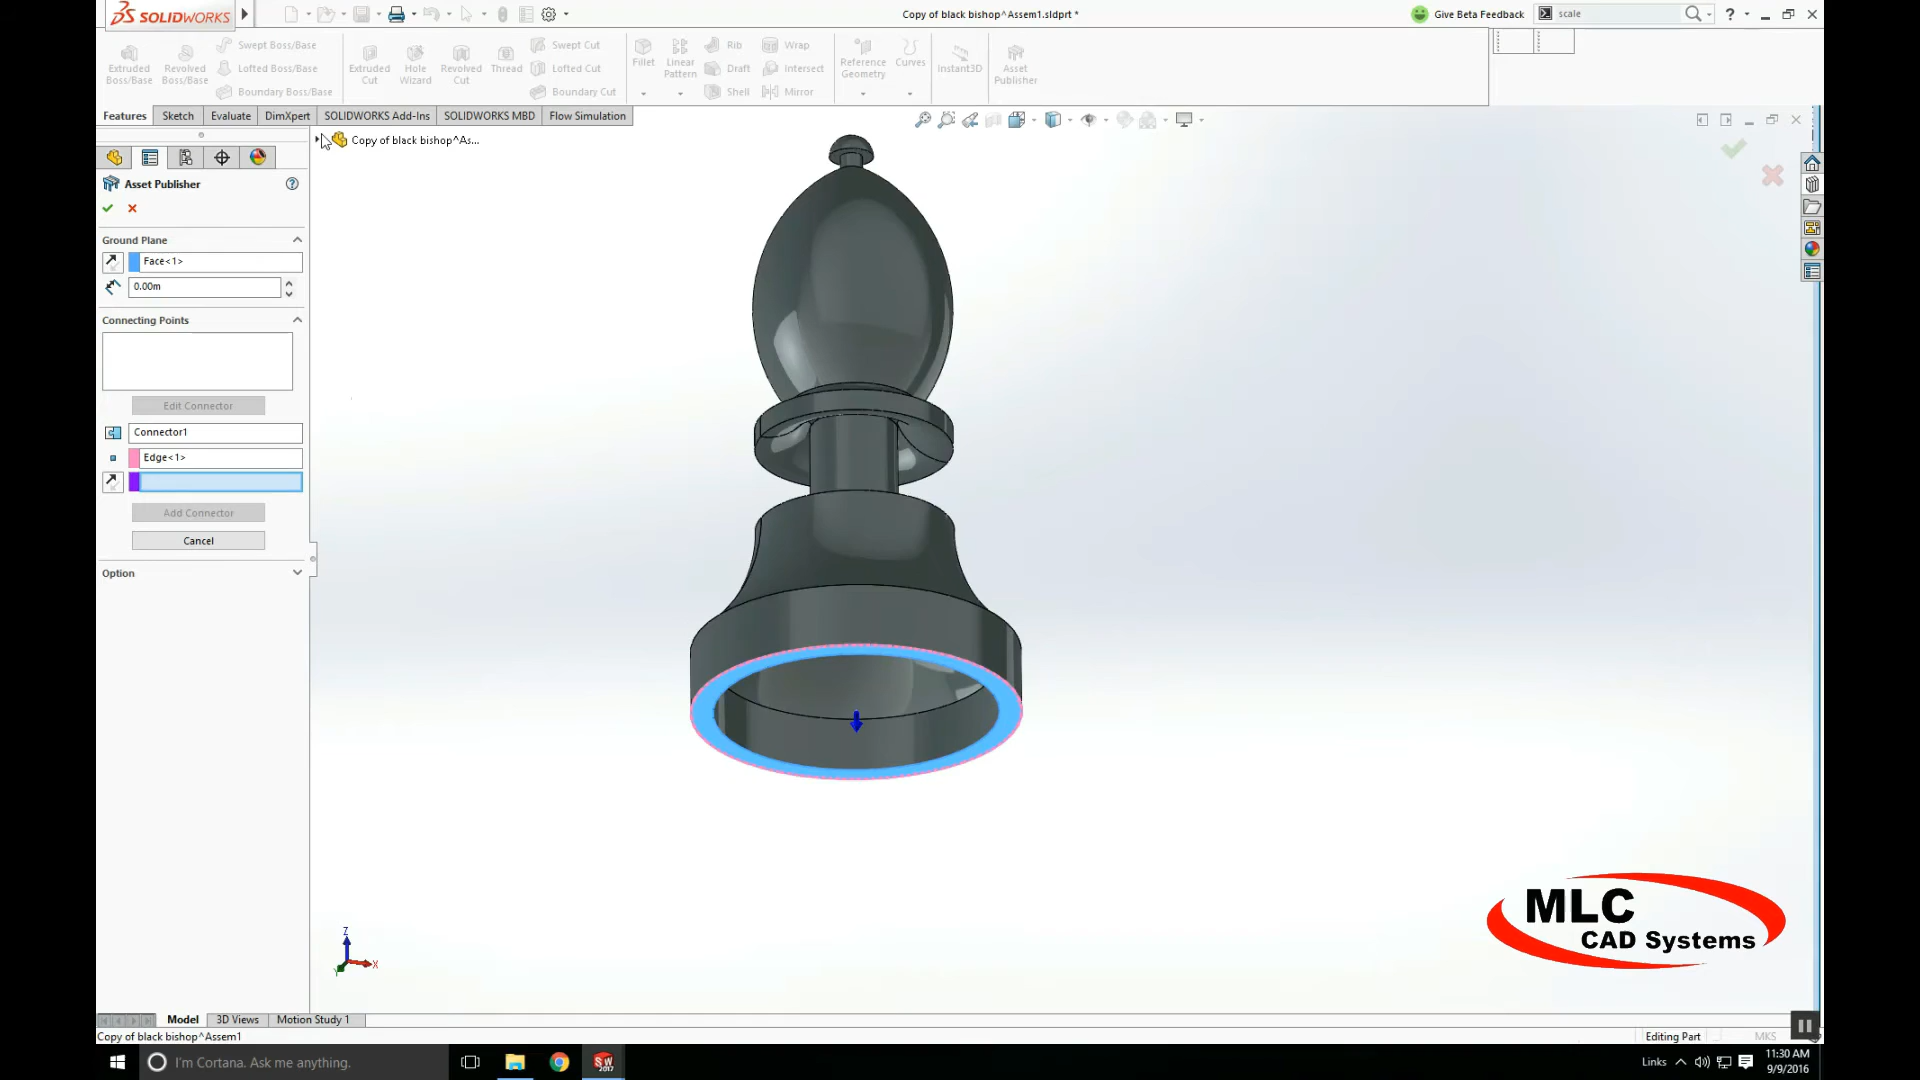 SOLIDWORKS
Copy of black bishop^Assem1.sldprt *
Give Beta Feedback
scale
Extruded Boss/Base
Revolved Boss/Base
Swept Boss/Base
Lofted Boss/Base
Boundary Boss/Base
Extruded Cut
Hole Wizard
Revolved Cut
Thread
Swept Cut
Lofted Cut
Boundary Cut
Fillet
Linear Pattern
Rib
Draft
Shell
Wrap
Intersect
Mirror
Reference Geometry
Curves
Instant3D
Asset Publisher
Features
Sketch
Evaluate
DimXpert
SOLIDWORKS Add-Ins
SOLIDWORKS MBD
Flow Simulation
Copy of black bishop^As...
Asset Publisher
Ground Plane
Face<1>
0.00m
Connecting Points
Edit Connector
Connector1
Edge<1>
Add Connector
Cancel
Option
Z
X
Y
MLC
CAD Systems
Model
3D Views
Motion Study 1
Copy of black bishop^Assem1
Editing Part
MKS
I'm Cortana. Ask me anything.
SW
2017
Links
11:30 AM
9/9/2016